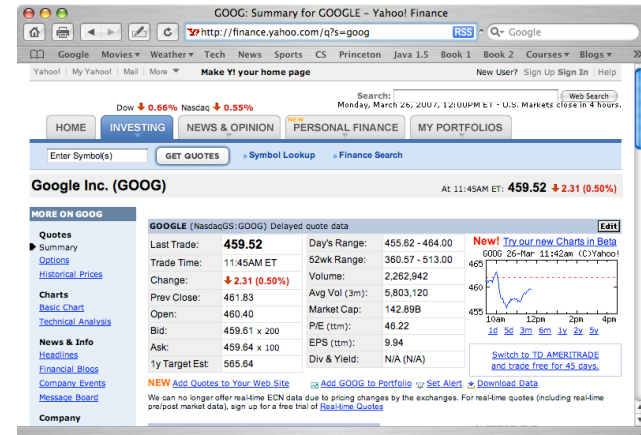 GOOG: Summary for GOOGLE – Yahoo! Finance
http://finance.yahoo.com/q?s=goog RSS Google
Google Movies Weather Tech News Sports CS Princeton Java 1.5 Book 1 Book 2 Courses Blogs
Yahoo! My Yahoo! Mail More Make Y! your home page New User? Sign Up Sign In Help
Search: Web Search
Dow 0.66% Nasdaq 0.55% Monday, March 26, 2007, 12:00PM ET - U.S. Markets close in 4 hours.
NEW
HOME INVESTING NEWS & OPINION PERSONAL FINANCE MY PORTFOLIOS
Enter Symbol(s) GET QUOTES » Symbol Lookup » Finance Search
Google Inc. (GOOG) At 11:45AM ET: 459.52 2.31 (0.50%)
MORE ON GOOG
Quotes
Summary
Options
Historical Prices
Charts
Basic Chart
Technical Analysis
News & Info
Headlines
Financial Blogs
Company Events
Message Board
Company
GOOGLE (NasdaqGS:GOOG) Delayed quote data Edit
Last Trade: 459.52
Trade Time: 11:45AM ET
Change: 2.31 (0.50%)
Prev Close: 461.83
Open: 460.40
Bid: 459.61 x 200
Ask: 459.64 x 100
1y Target Est: 565.64
Day's Range: 455.62 - 464.00
52wk Range: 360.57 - 513.00
Volume: 2,262,942
Avg Vol (3m): 5,803,120
Market Cap: 142.89B
P/E (ttm): 46.22
EPS (ttm): 9.94
Div & Yield: N/A (N/A)
New! Try our new Charts in Beta
GOOG 26-Mar 11:42am (C)Yahoo!
465
460
455
10am 12pm 2pm 4pm
1d 5d 3m 6m 1y 2y 5y
Switch to TD AMERITRADE
and trade free for 45 days.
NEW Add Quotes to Your Web Site Add GOOG to Portfolio Set Alert Download Data
We can no longer offer real-time ECN data due to pricing changes by the exchanges. For real-time quotes (including real-time
pre/post market data), sign up for a free trial of Real-time Quotes